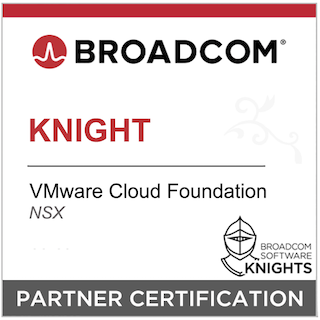 BROADCOM®
KNIGHT
VMware Cloud Foundation
NSX
BROADCOM
SOFTWARE
KNIGHTS
PARTNER CERTIFICATION